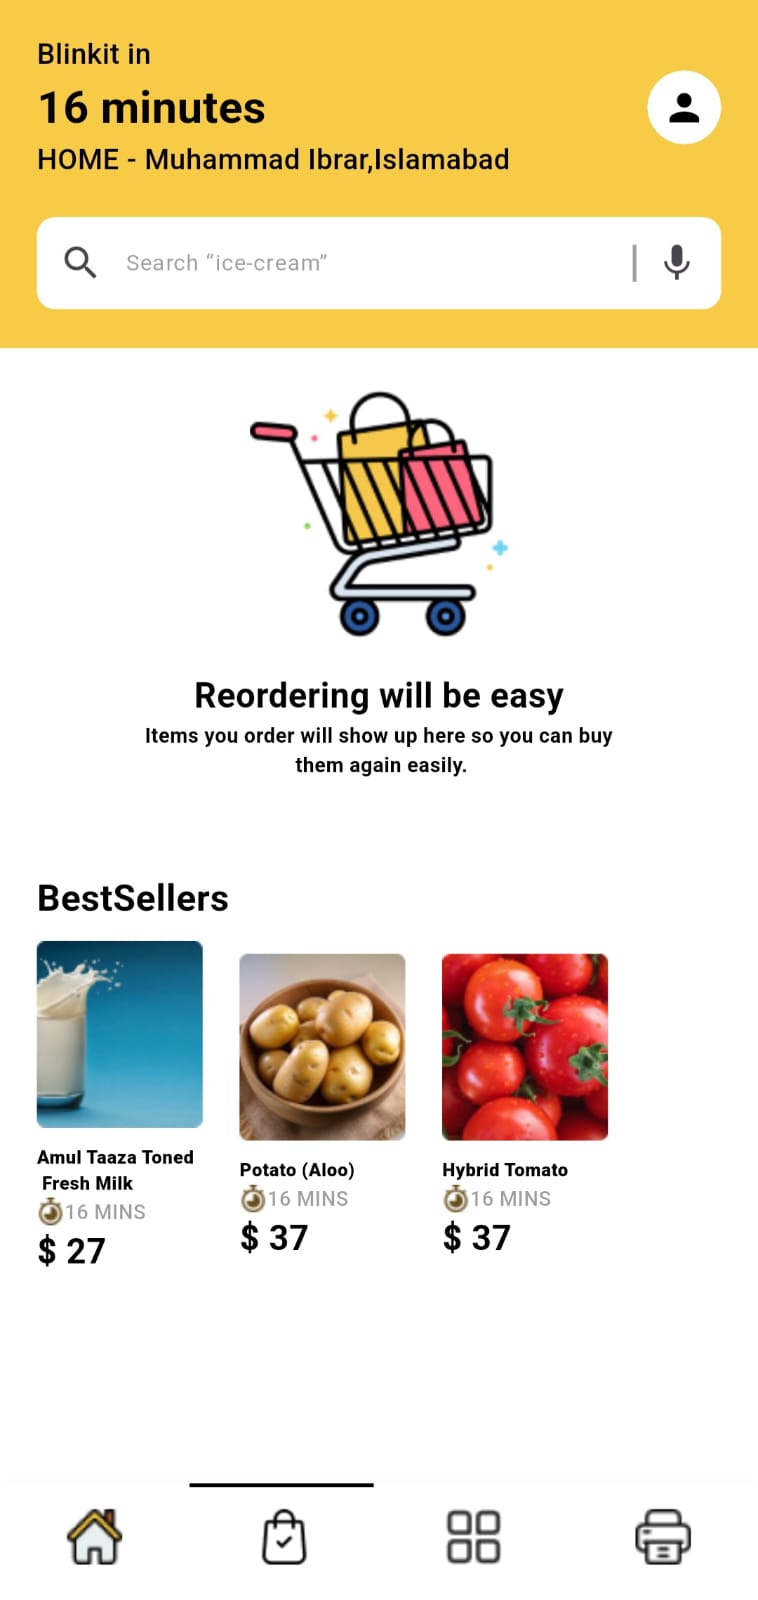 Blinkit in
16 minutes
HOME - Muhammad Ibrar,Islamabad
Search “ice-cream”
Reordering will be easy
Items you order will show up here so you can buy
them again easily.
BestSellers
Amul Taaza Toned
Fresh Milk
16 MINS
$ 27
Potato (Aloo)
16 MINS
$ 37
Hybrid Tomato
16 MINS
$ 37